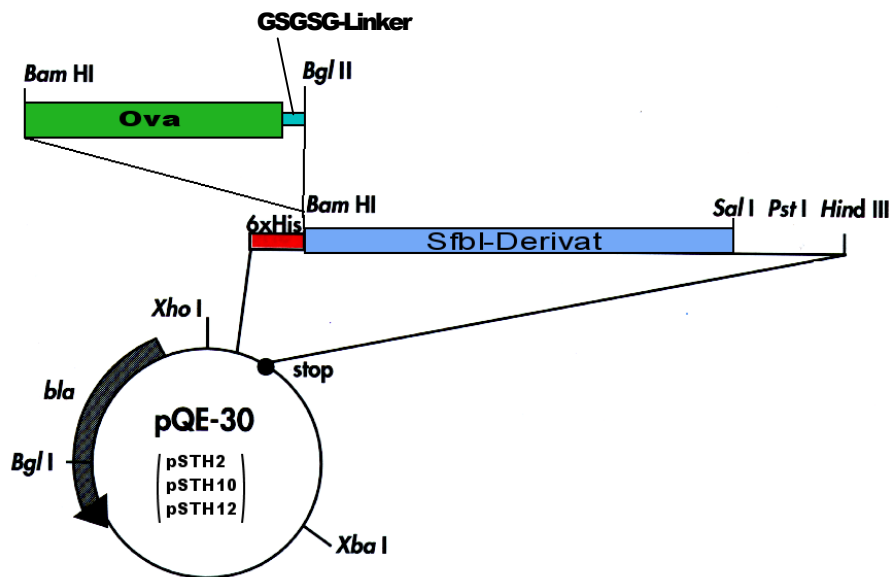 GSGSG-Linker
Bam HI
Bgl II
Ova
Bam HI
Sal I Pst I Hind III
6xHis
SfbI-Derivat
Xho I
stop
bla
pQE-30
Bgl I
pSTH2
pSTH10
pSTH12
Xba I